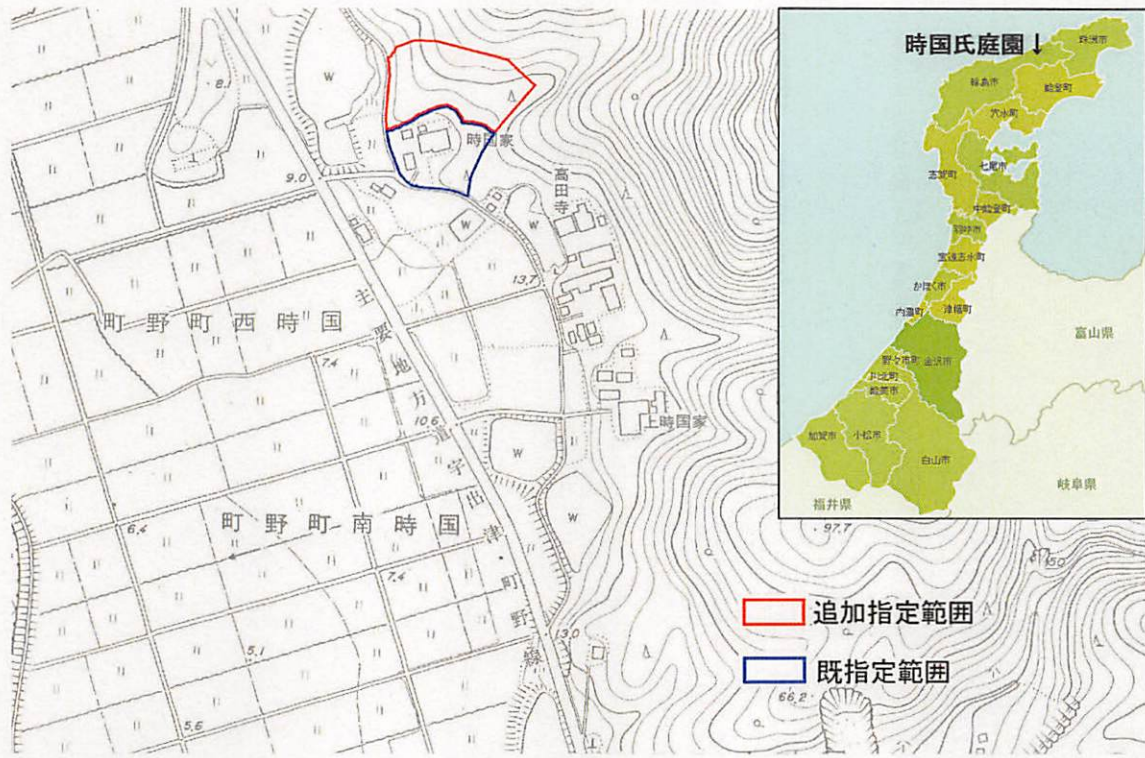 時国氏庭園↓
珠洲市
輪島市
能登町
穴水町
七尾市
志賀町
中能登町
羽咋市
宝達志水町
かほく市
津幡町
内灘町
金沢市
野々市町
川北町
能美市
小松市
加賀市
白山市
富山県
岐阜県
福井県
8.1
W
時国家
9.0
高田寺
W
W
13.7
町野町西時国
主要地方道宇出津町野線
7.4
10.6
上時国家
W
町野町南時国
6.4
W
97.7
150
7.4
追加指定範囲
13.0
5.1
既指定範囲
66.2
5.6